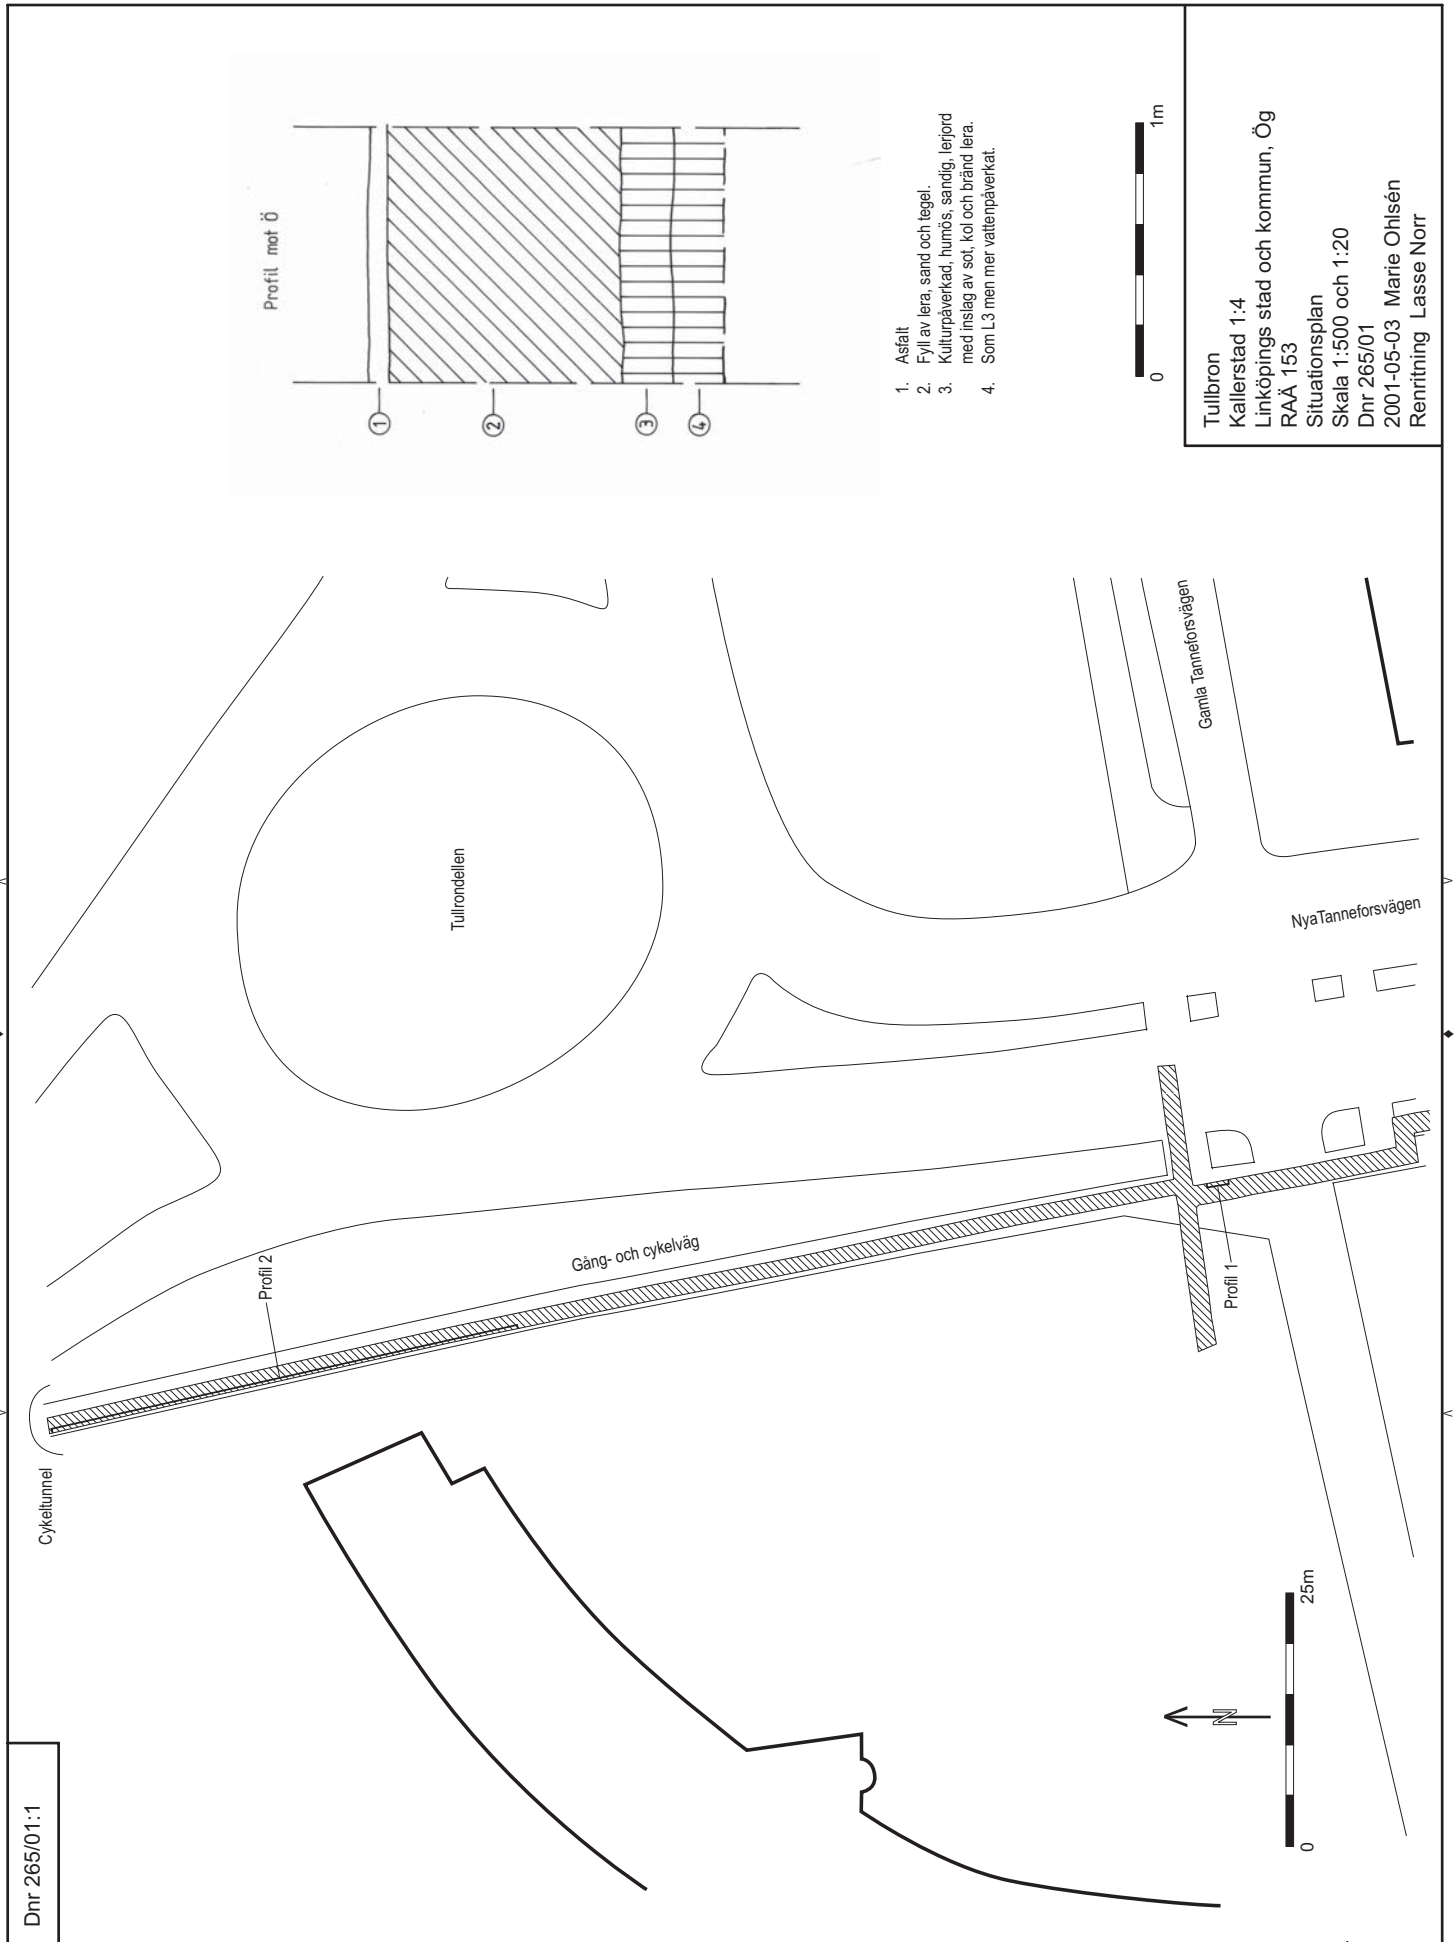 Dnr 265/01:1
Cykeltunnel
Profil 2
Gång- och cykelväg
Tullrondellen
Profil 1
NyaTanneforsvägen
Gamla Tanneforsvägen
N
0
25m
Profil mot Ö
1
2
3
4
1. Asfalt
2. Fyll av lera, sand och tegel.
3. Kulturpåverkad, humös, sandig, lerjord
med inslag av sot, kol och bränd lera.
4. Som L3 men mer vattenpåverkat.
0
1m
Tullbron
Kallerstad 1:4
Linköpings stad och kommun, Ög
RAÄ 153
Situationsplan
Skala 1:500 och 1:20
Dnr 265/01
2001-05-03 Marie Ohlsén
Renritning Lasse Norr